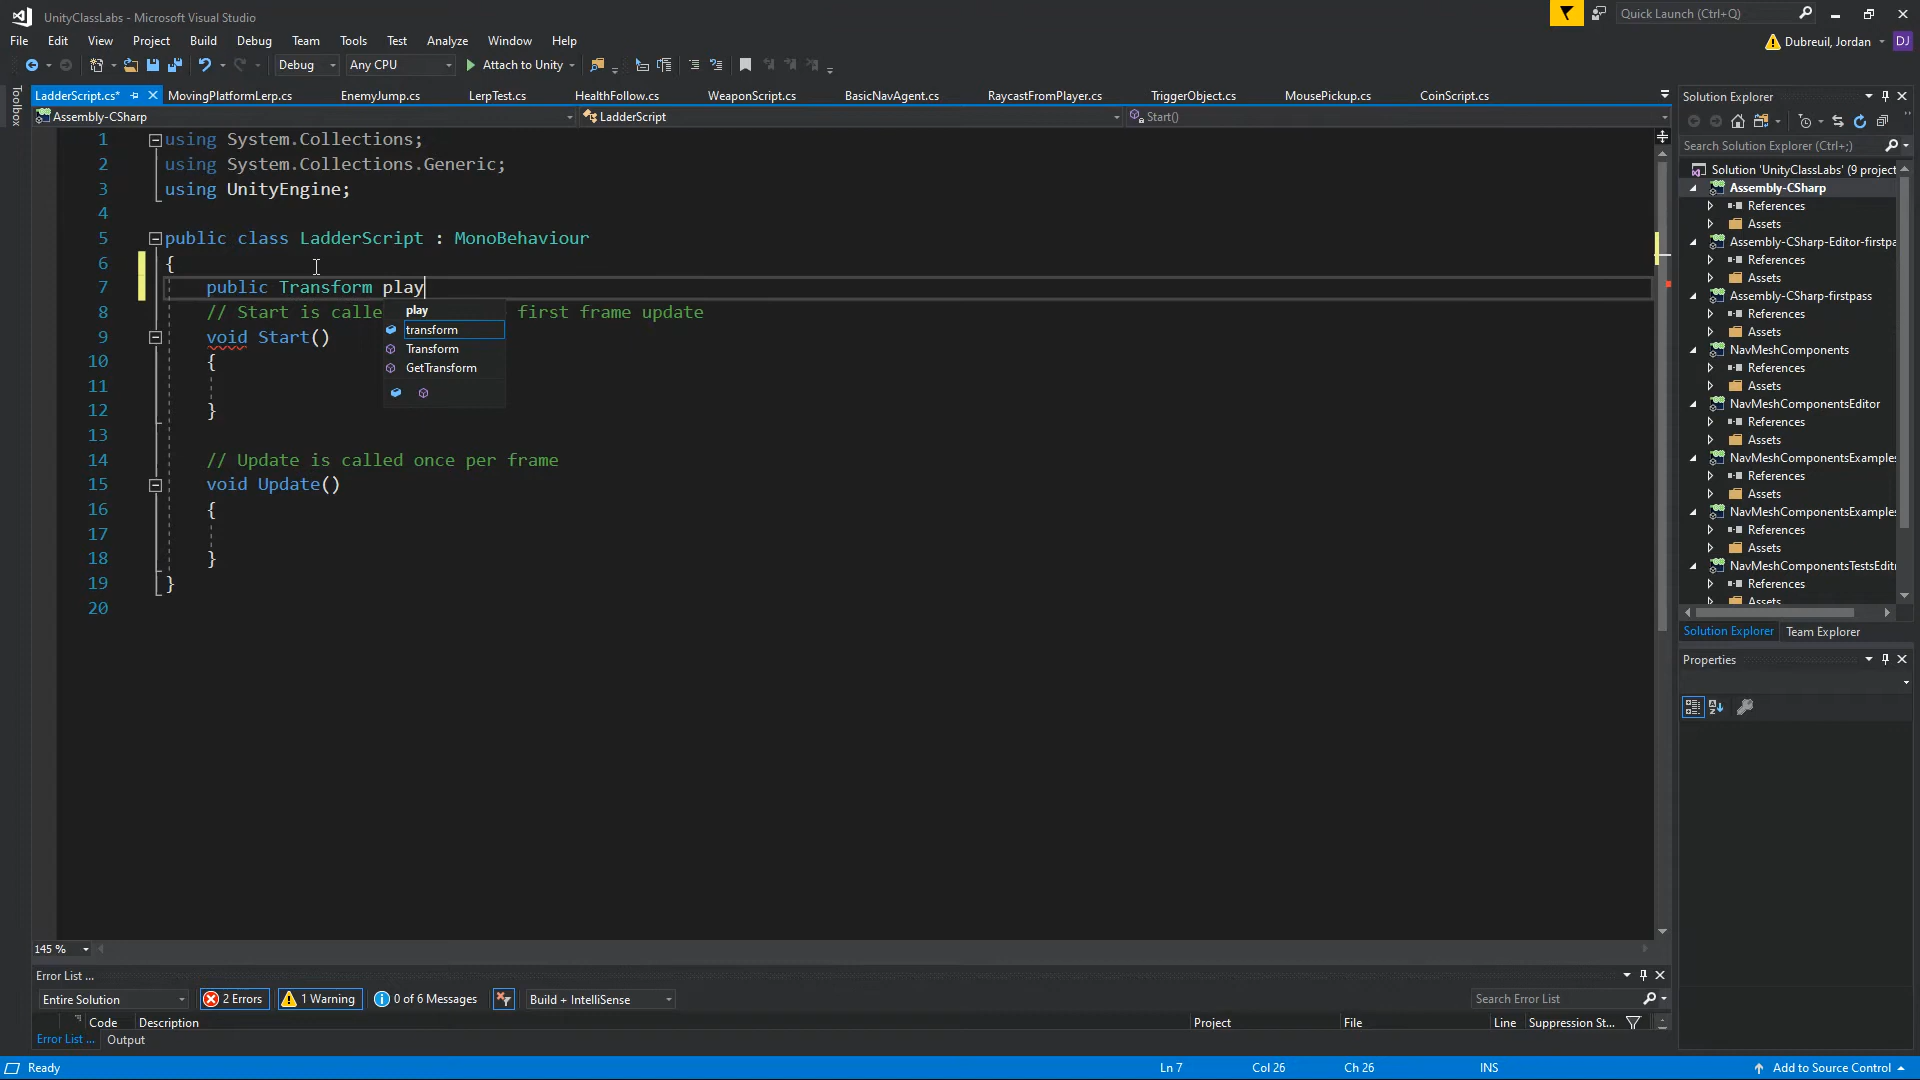 UnityClassLabs - Microsoft Visual Studio
Quick Launch (Ctrl+Q)
File Edit View Project Build Debug Team Tools Test Analyze Window Help
Dubreuil, Jordan DJ
Debug Any CPU Attach to Unity
Toolbox
LadderScript.cs* MovingPlatformLerp.cs EnemyJump.cs LerpTest.cs HealthFollow.cs WeaponScript.cs BasicNavAgent.cs RaycastFromPlayer.cs TriggerObject.cs MousePickup.cs CoinScript.cs
Assembly-CSharp LadderScript Start()
1 using System.Collections;
2 using System.Collections.Generic;
3 using UnityEngine;
4
5 public class LadderScript : MonoBehaviour
6 {
7 public Transform play
8 // Start is calle first frame update
9 void Start()
10 {
11
12 }
13
14 // Update is called once per frame
15 void Update()
16 {
17
18 }
19 }
20
play
transform
Transform
GetTransform
Solution Explorer
Search Solution Explorer (Ctrl+;)
Solution 'UnityClassLabs' (9 project
Assembly-CSharp
References
Assets
Assembly-CSharp-Editor-firstpa
References
Assets
Assembly-CSharp-firstpass
References
Assets
NavMeshComponents
References
Assets
NavMeshComponentsEditor
References
Assets
NavMeshComponentsExamples
References
Assets
NavMeshComponentsExamples
References
Assets
NavMeshComponentsTestsEdit
References
Assets
Solution Explorer Team Explorer
Properties
145 %
Error List ...
Entire Solution 2 Errors 1 Warning 0 of 6 Messages Build + IntelliSense Search Error List
Code Description Project File Line Suppression St...
Error List ... Output
Ready Ln 7 Col 26 Ch 26 INS Add to Source Control